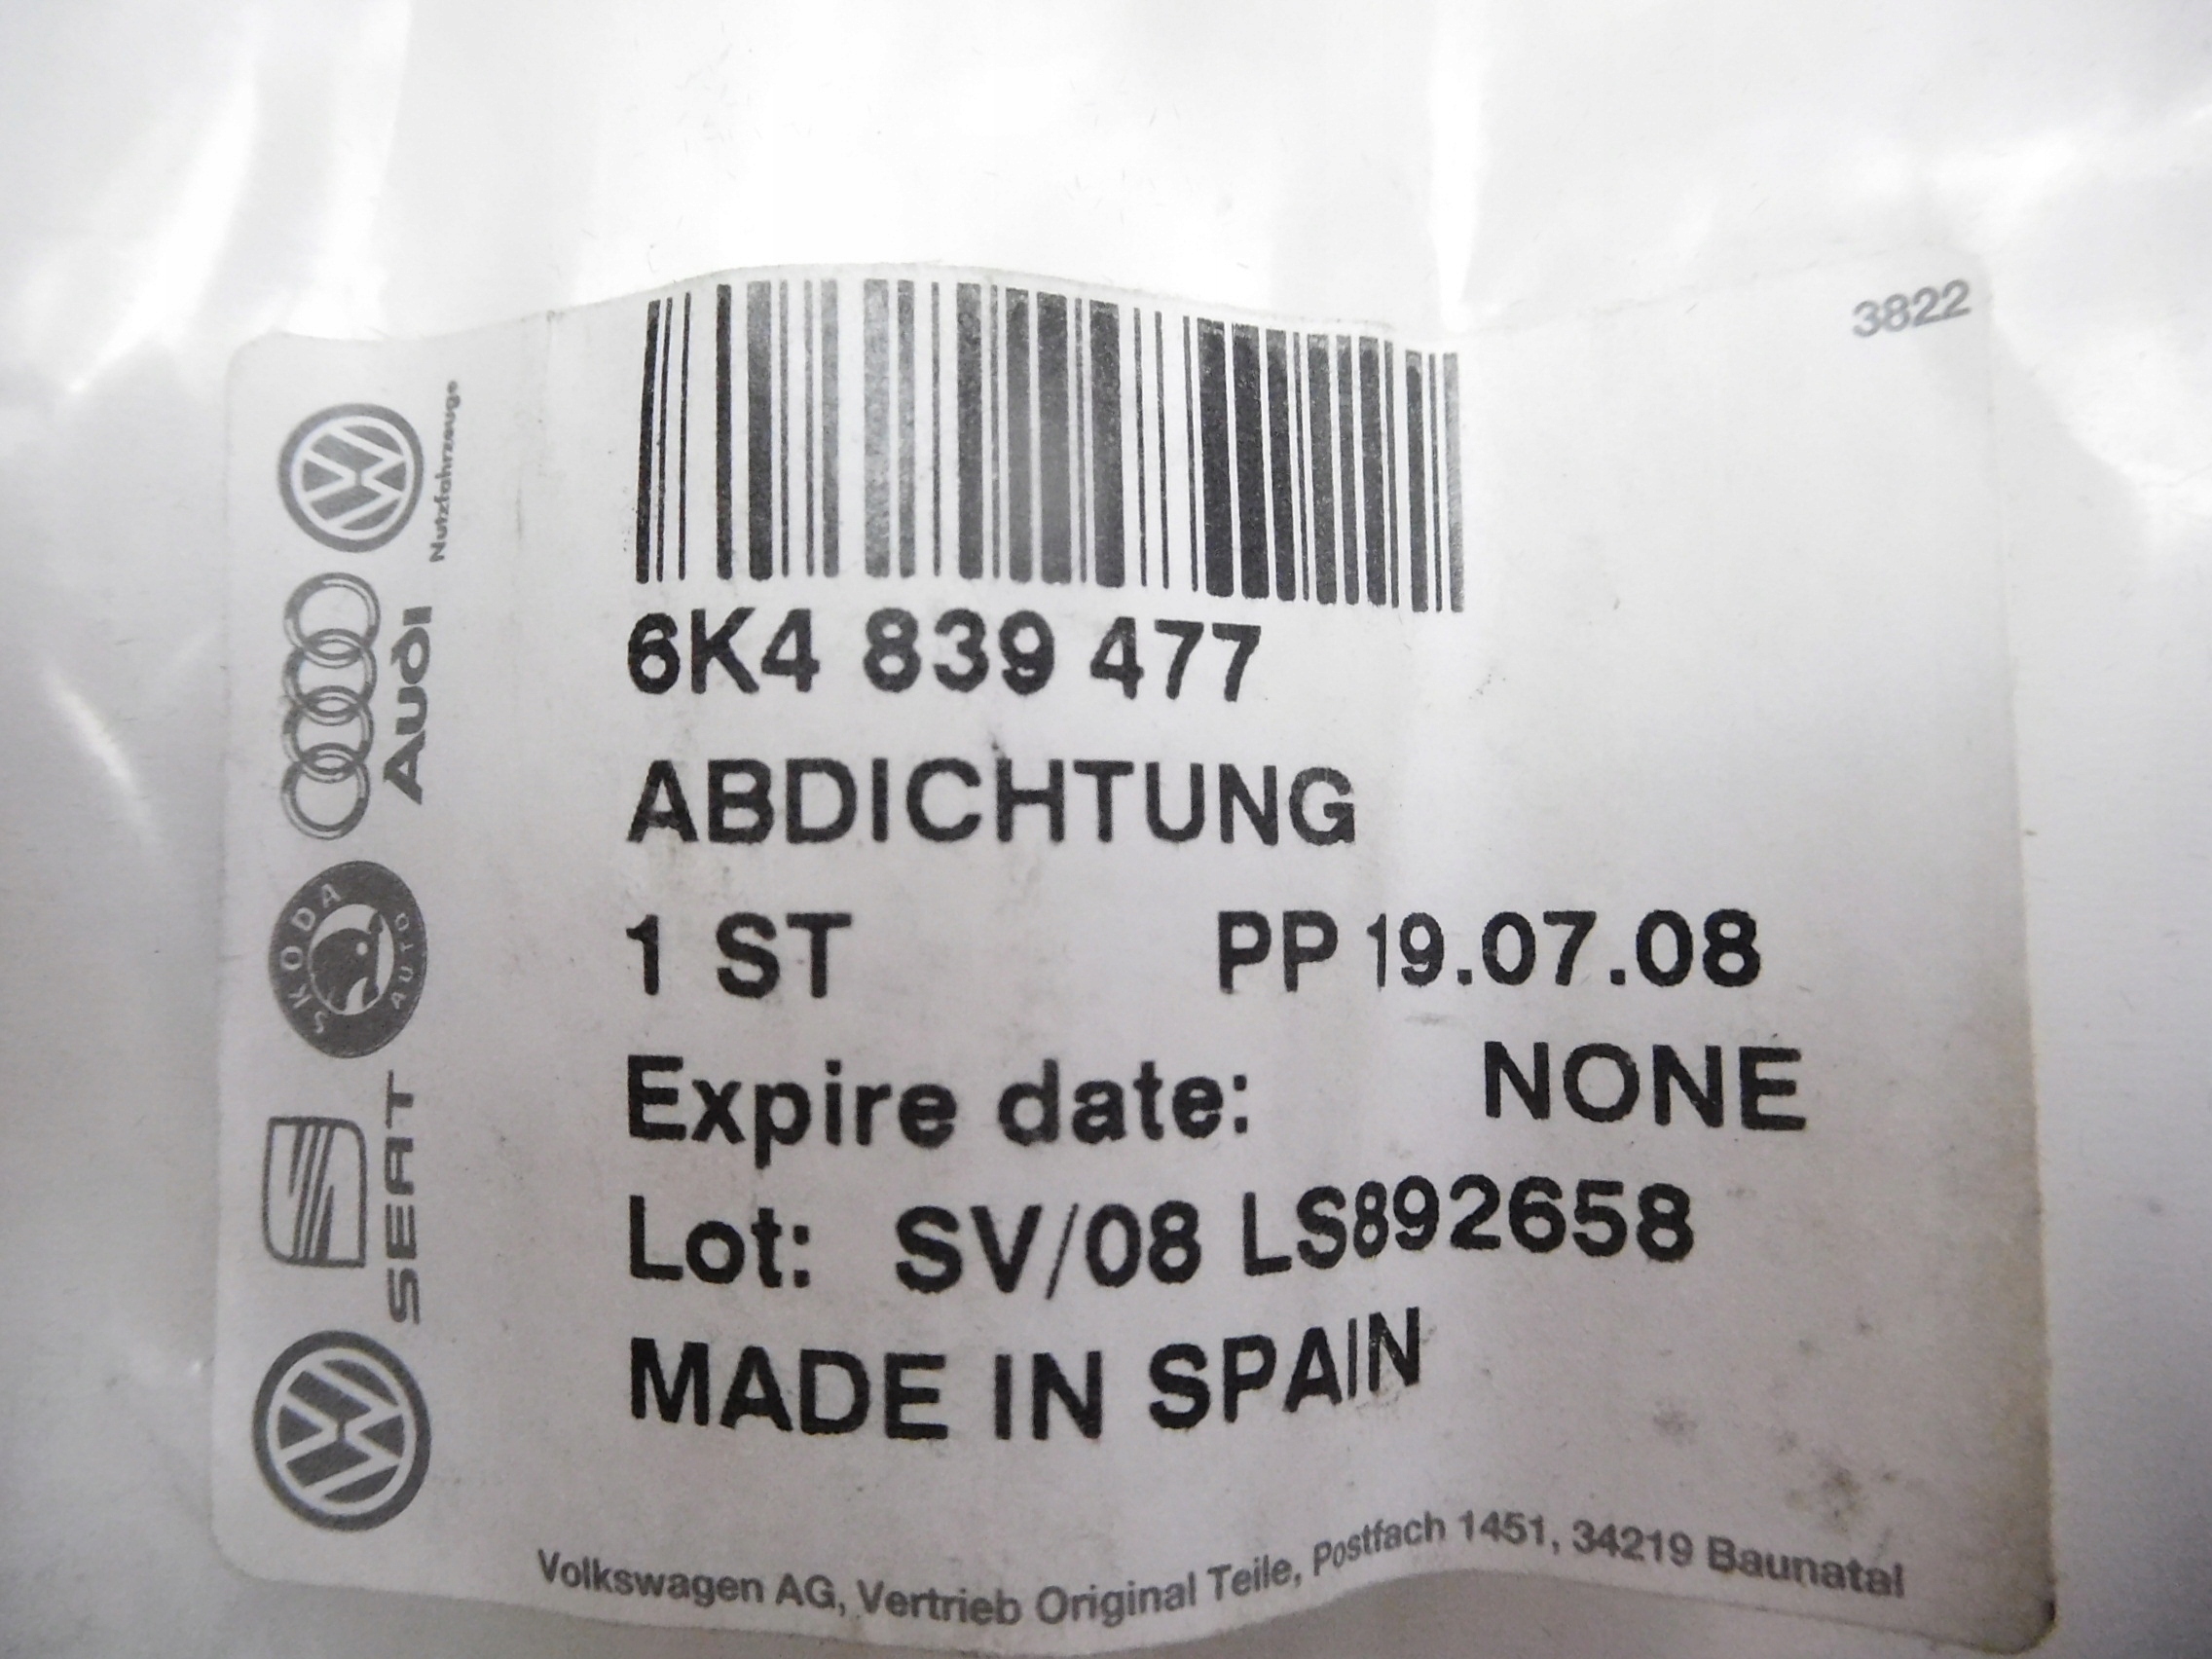 3822
6K4 839 477
ABDICHTUNG
1 ST PP 19.07.08
Expire date: NONE
Lot: SV/08 LS892658
MADE IN SPAIN
Volkswagen AG, Vertrieb Original Teile, Postfach 1451, 34219 Baunatal
Nutzfahrzeuge
Audi
SKODA AUTO
SEAT